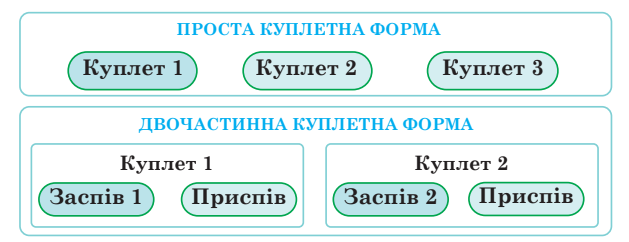 ПРОСТА КУПЛЕТНА ФОРМА
Куплет 1 Куплет 2 Куплет 3
ДВОЧАСТИННА КУПЛЕТНА ФОРМА
Куплет 1 Куплет 2
Заспів 1 Приспів Заспів 2 Приспів